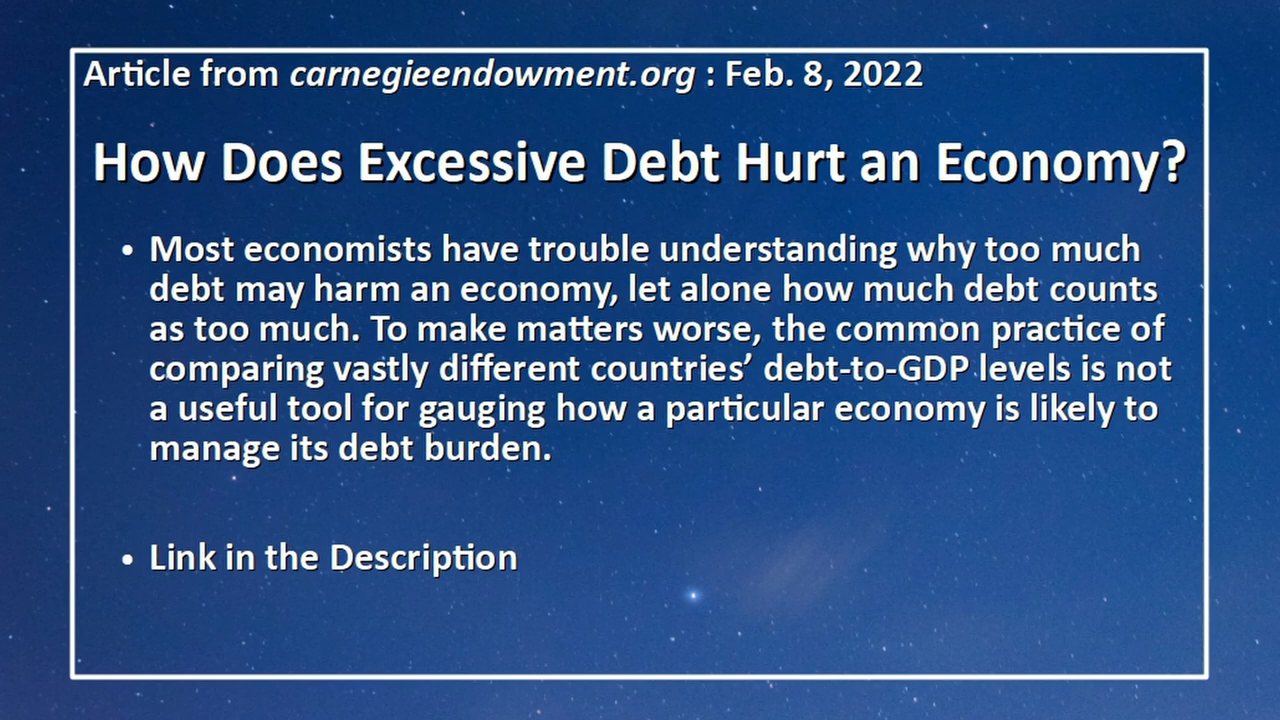 Article from carnegieendowment.org : Feb. 8, 2022
How Does Excessive Debt Hurt an Economy?
• Most economists have trouble understanding why too much
debt may harm an economy, let alone how much debt counts
as too much. To make matters worse, the common practice of
comparing vastly different countries’ debt-to-GDP levels is not
a useful tool for gauging how a particular economy is likely to
manage its debt burden.
• Link in the Description